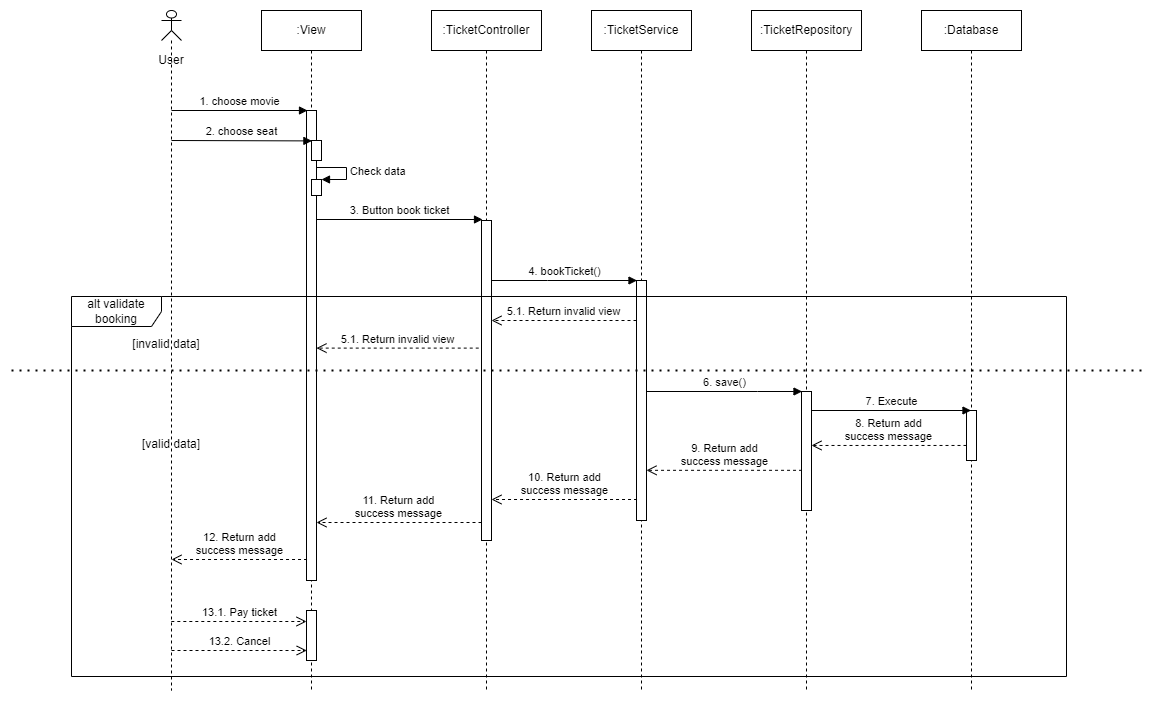 :View
:TicketController
:TicketService
:TicketRepository
:Database
User
1. choose movie
2. choose seat
Check data
3. Button book ticket
4. bookTicket()
alt validate
booking
5.1. Return invalid view
[invalid data]
5.1. Return invalid view
6. save()
7. Execute
8. Return add
success message
[valid data]
9. Return add
success message
10. Return add
success message
11. Return add
success message
12. Return add
success message
13.1. Pay ticket
13.2. Cancel